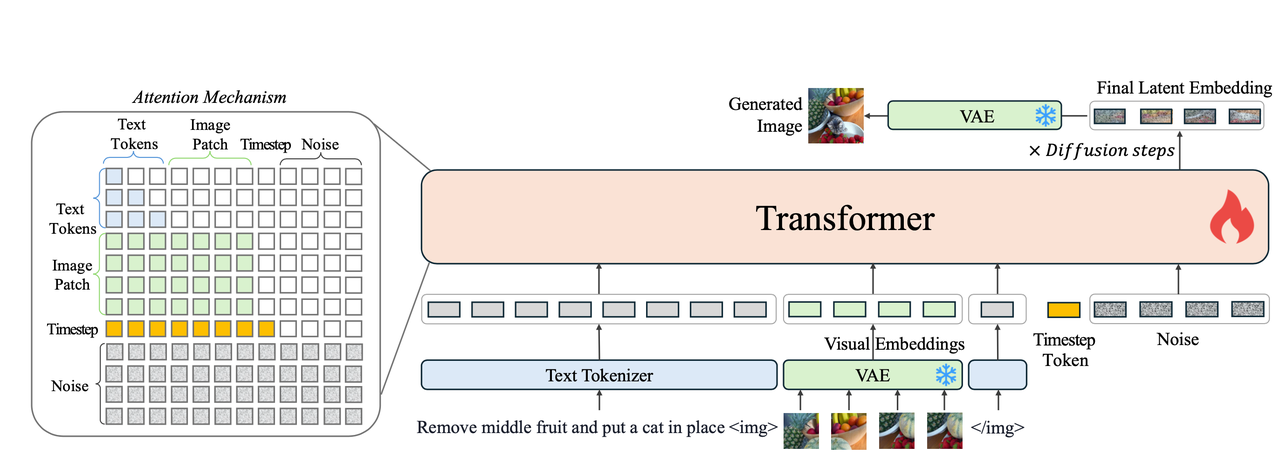 Attention Mechanism
Text
Tokens
Image
Patch
Timestep
Noise
Text
Tokens
Image
Patch
Timestep
Noise
Generated
Image
VAE
Final Latent Embedding
× Diffusion steps
Transformer
Visual Embeddings
Timestep
Token
Noise
Text Tokenizer
VAE
Remove middle fruit and put a cat in place <img>
</img>